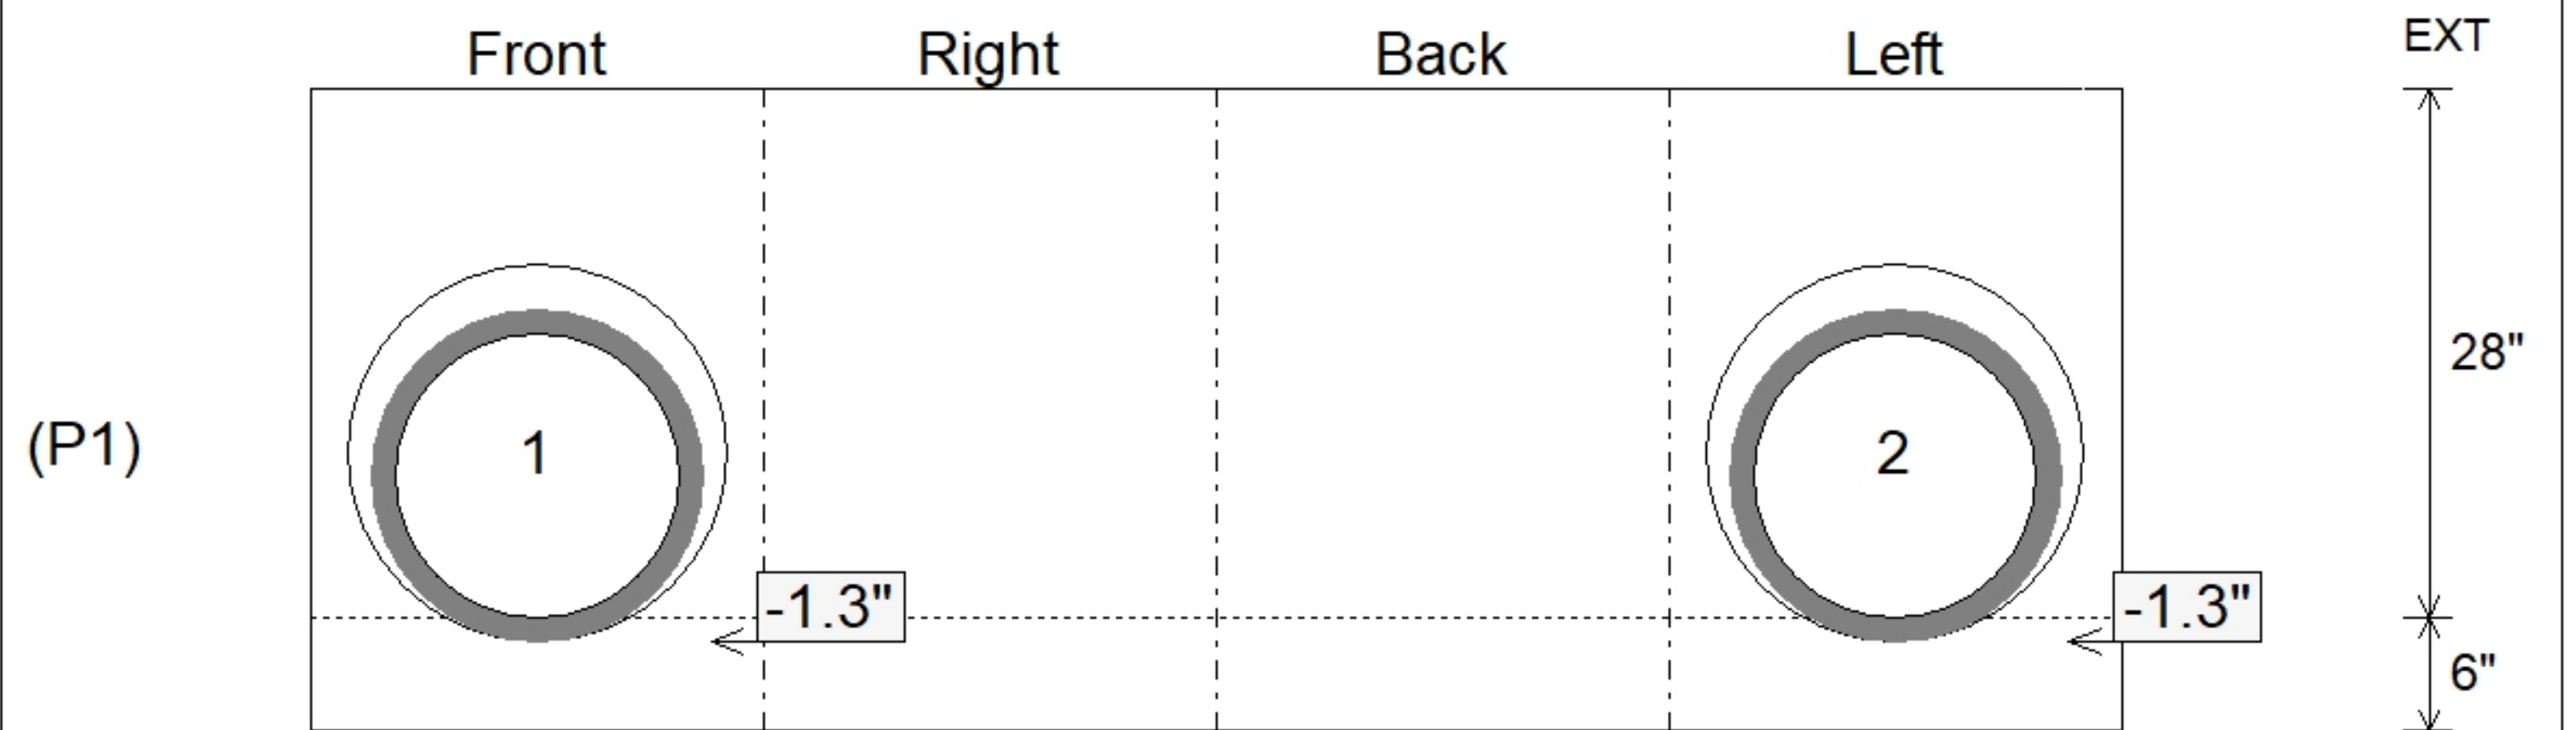 Front Right Back Left EXT
28"
(P1) 1 2
-1.3" -1.3"
6"